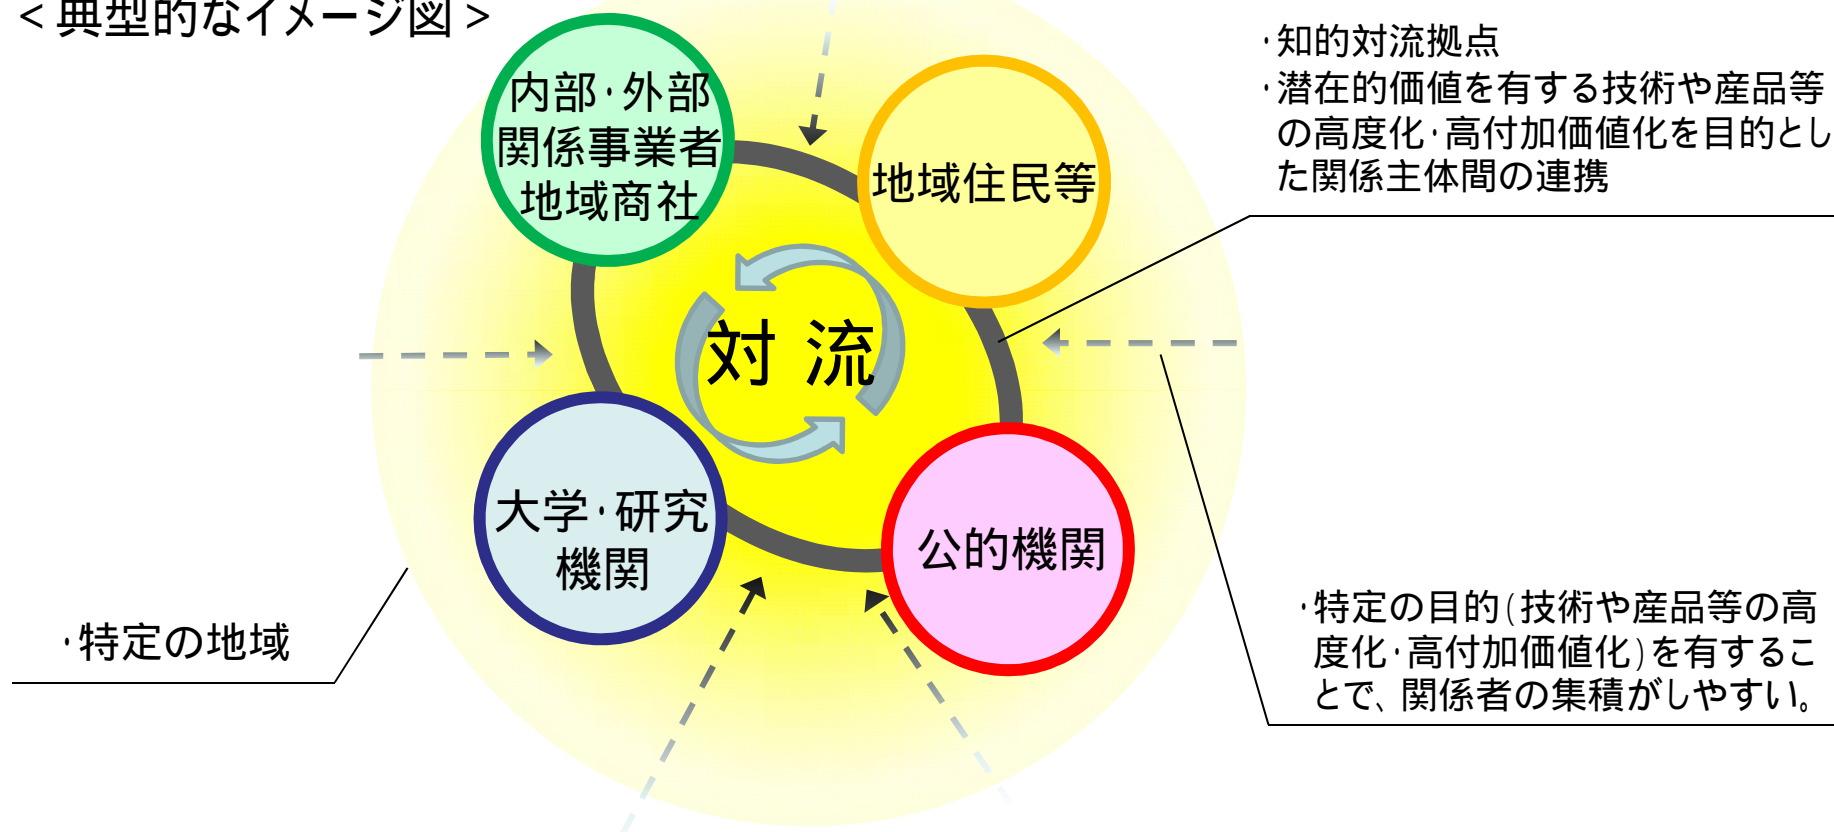 <典型的なイメージ図>
内部・外部
関係事業者
地域商社
地域住民等
・知的対流拠点
・潜在的価値を有する技術や産品等
の高度化・高付加価値化を目的とし
た関係主体間の連携
対 流
大学・研究
機関
公的機関
・特定の地域
・特定の目的(技術や産品等の高
度化・高付加価値化)を有するこ
とで、関係者の集積がしやすい。